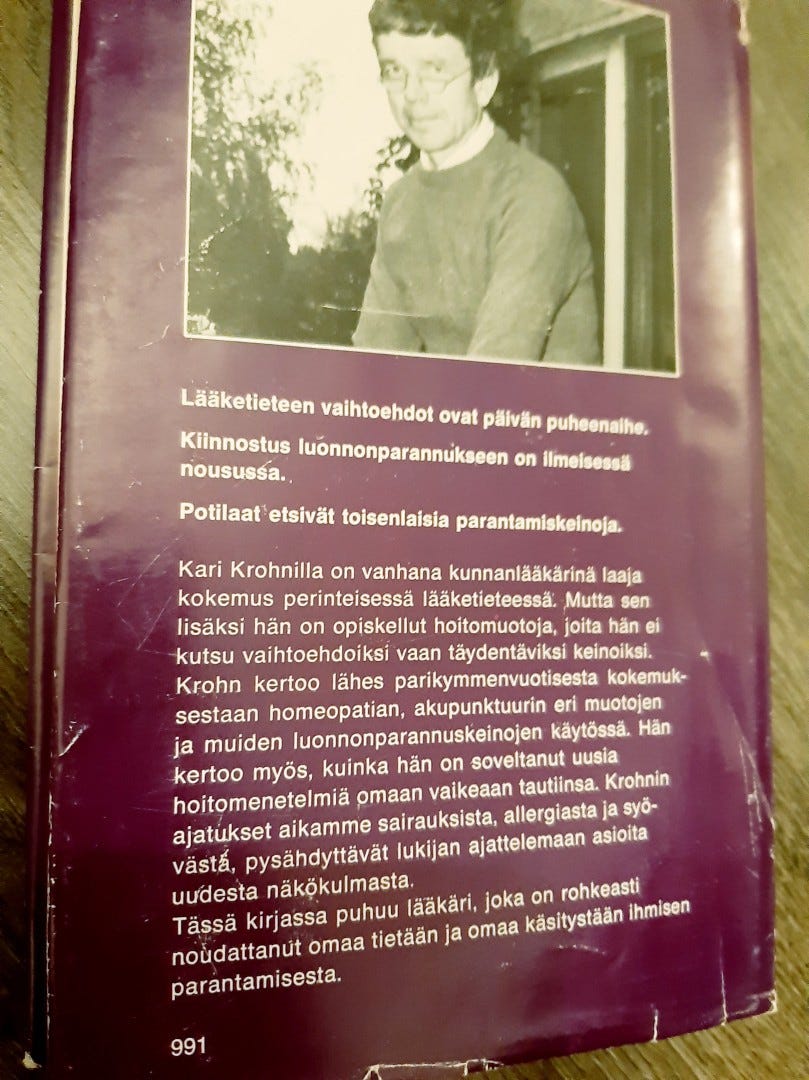 Lääketieteen vaihtoehdot ovat päivän puheenaihe.
Kiinnostus luonnonparannukseen on ilmeisessä
nousussa.
Potilaat etsivät toisenlaisia parantamiskeinoja.
Kari Krohnilla on vanhana kunnanlääkärinä laaja
kokemus perinteisessä lääketieteessä. Mutta sen
lisäksi hän on opiskellut hoitomuotoja, joita hän ei
kutsu vaihtoehdoiksi vaan täydentäviksi keinoiksi.
Krohn kertoo lähes parikymmenvuotisesta kokemuk-
sestaan homeopatian, akupunktuurin eri muotojen
ja muiden luonnonparannuskeinojen käytössä. Hän
kertoo myös, kuinka hän on soveltanut uusia
hoitomenetelmiä omaan vaikeaan tautiinsa. Krohnin
ajatukset aikamme sairauksista, allergiasta ja syö-
västä, pysähdyttävät lukijan ajattelemaan asioita
uudesta näkökulmasta.
Tässä kirjassa puhuu lääkäri, joka on rohkeasti
noudattanut omaa tietään ja omaa käsitystään ihmisen
parantamisesta.
991